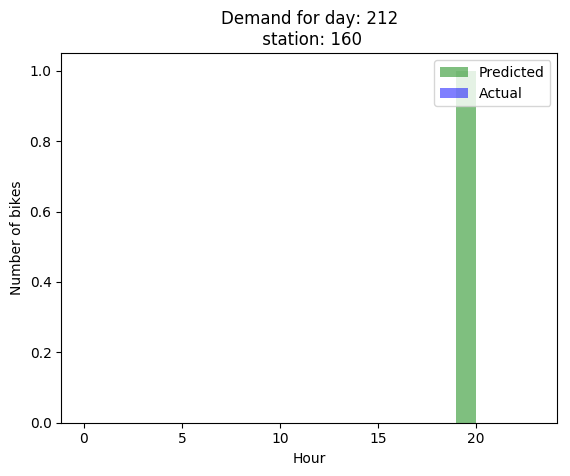 Demand for day: 212
station: 160
Predicted
Actual
1.0
0.8
0.6
0.4
0.2
0.0
Number of bikes
0
5
10
15
20
Hour